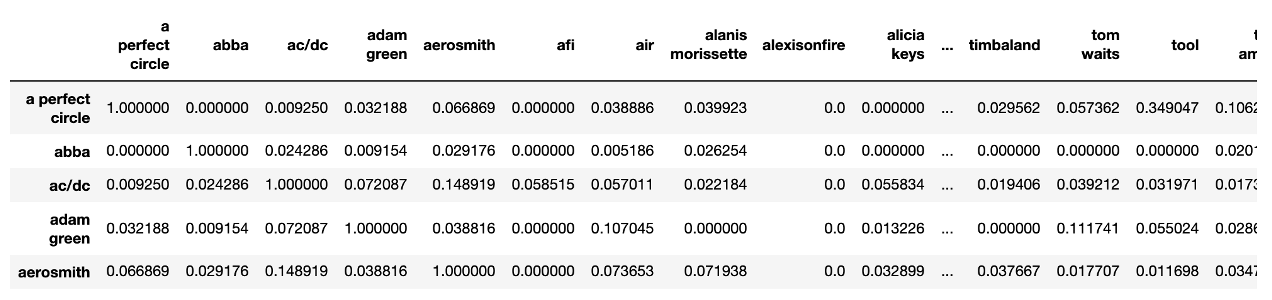 a perfect circle abba ac/dc adam green aerosmith afi air alanis morissette alexisonfire alicia keys ... timbaland tom waits tool
a perfect circle 1.000000 0.000000 0.009250 0.032188 0.066869 0.000000 0.038886 0.039923 0.0 0.000000 ... 0.029562 0.057362 0.349047 0.1062
abba 0.000000 1.000000 0.024286 0.009154 0.029176 0.000000 0.005186 0.026254 0.0 0.000000 ... 0.000000 0.000000 0.000000 0.0201
ac/dc 0.009250 0.024286 1.000000 0.072087 0.148919 0.058515 0.057011 0.022184 0.0 0.055834 ... 0.019406 0.039212 0.031971 0.0173
adam green 0.032188 0.009154 0.072087 1.000000 0.038816 0.000000 0.107045 0.000000 0.0 0.013226 ... 0.000000 0.111741 0.055024 0.0286
aerosmith 0.066869 0.029176 0.148919 0.038816 1.000000 0.000000 0.073653 0.071938 0.0 0.032899 ... 0.037667 0.017707 0.011698 0.0347